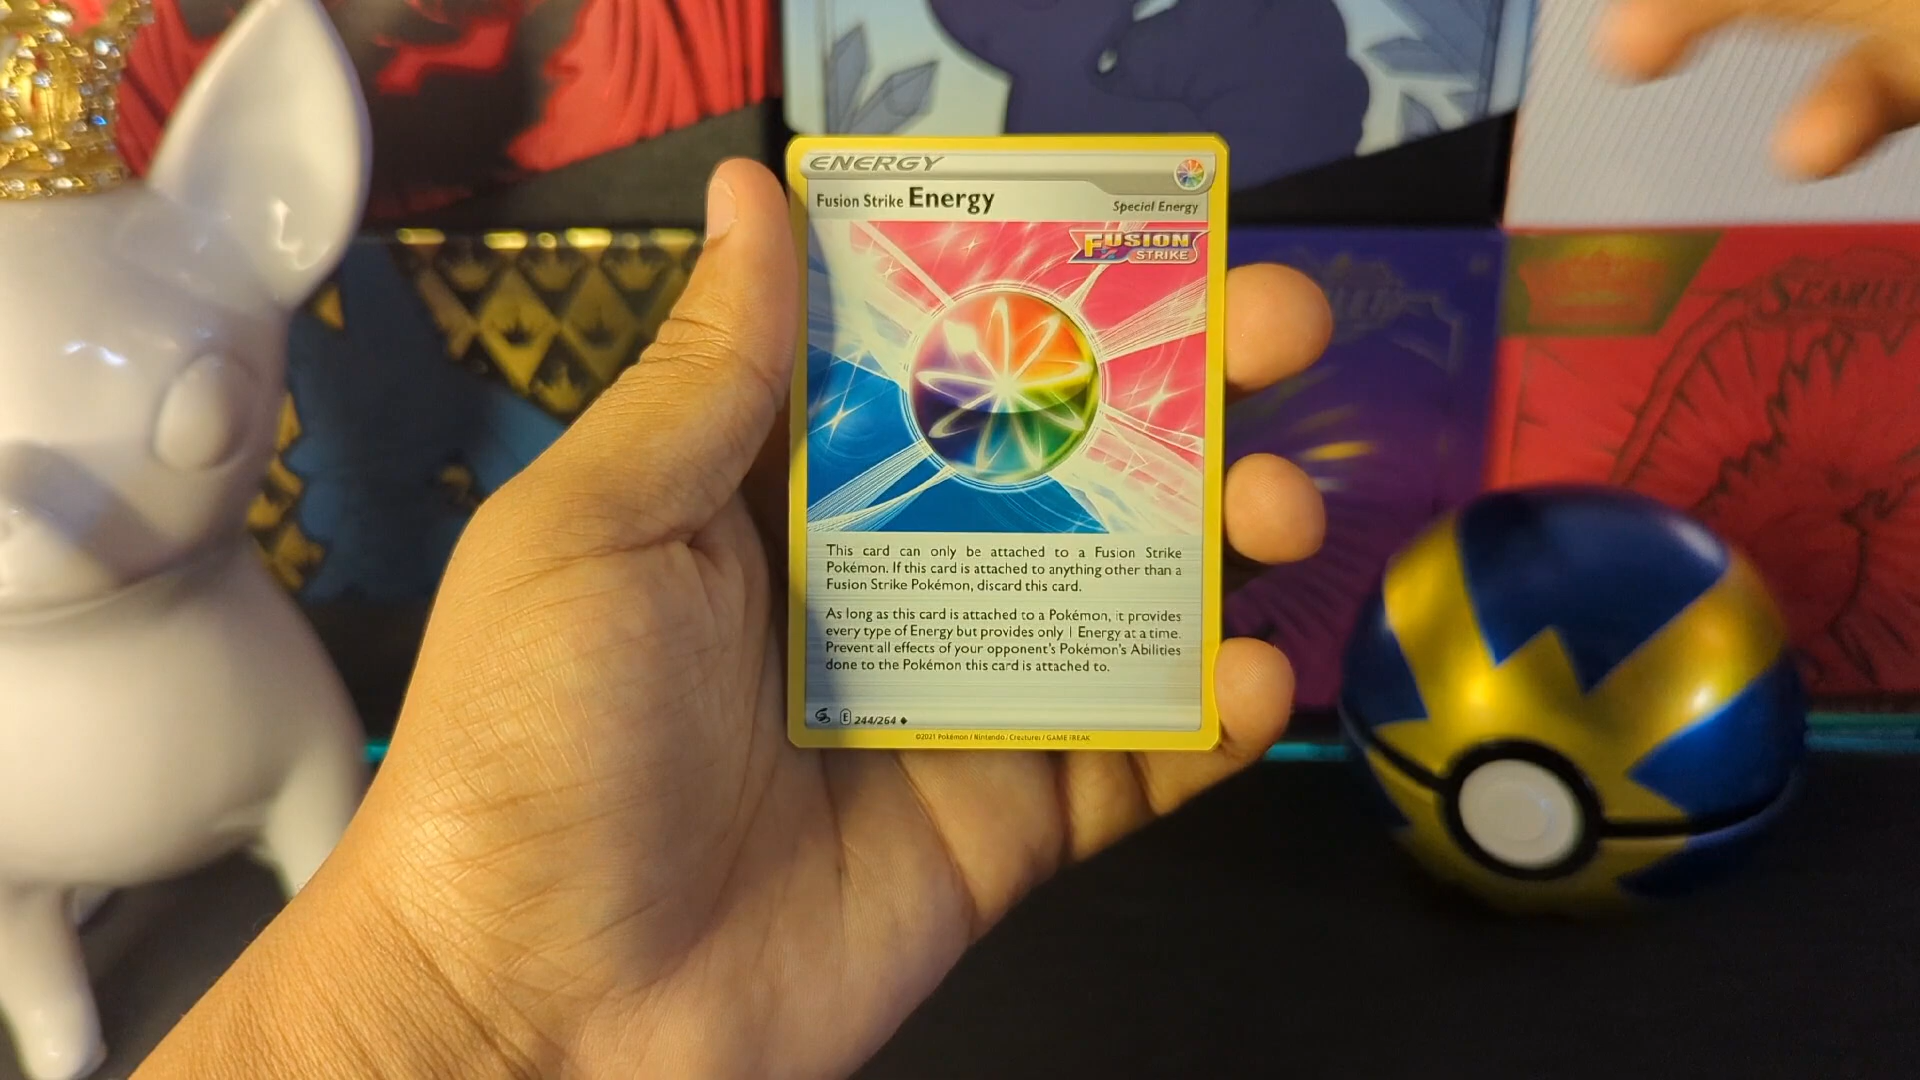 ENERGY
Fusion Strike Energy
Special Energy
FUSION
STRIKE
This card can only be attached to a Fusion Strike
Pokémon. If this card is attached to anything other than a
Fusion Strike Pokémon, discard this card.
As long as this card is attached to a Pokémon, it provides
every type of Energy but provides only 1 Energy at a time.
Prevent all effects of your opponent's Pokémon's Abilities
done to the Pokémon this card is attached to.
E 244/264
©2021 Pokémon / Nintendo / Creatures / GAME FREAK
SCARLET